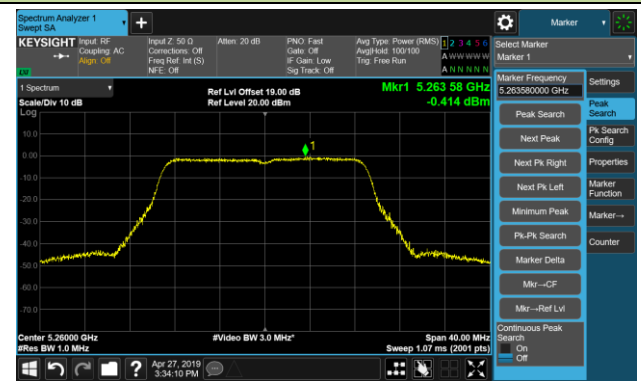 Spectrum Analyzer 1
Swept SA
+
Marker
KEYSIGHT
Input: RF
Coupling: AC
Align: Off
Input Z: 50 Ω
Corrections: Off
Freq Ref: Int (S)
NFE: Off
Atten: 20 dB
PNO: Fast
Gate: Off
IF Gain: Low
Sig Track: Off
Avg Type: Power (RMS)
Avg|Hold: 100/100
Trig: Free Run
1 2 3 4 5 6
A W W W W W
A N N N N N
Select Marker
Marker 1
1 Spectrum
Scale/Div 10 dB
Log
Ref Lvl Offset 19.00 dB
Ref Level 20.00 dBm
Mkr1 5.263 58 GHz
-0.414 dBm
10.0
0.00
-10.0
-20.0
-30.0
-40.0
-50.0
-60.0
-70.0
1
Center 5.26000 GHz
#Res BW 1.0 MHz
#Video BW 3.0 MHz*
Span 40.00 MHz
Sweep 1.07 ms (2001 pts)
Marker Frequency
5.263580000 GHz
Peak Search
Next Peak
Next Pk Right
Next Pk Left
Minimum Peak
Pk-Pk Search
Marker Delta
Mkr→CF
Mkr→Ref Lvl
Continuous Peak
Search
On
Off
Settings
Peak
Search
Pk Search
Config
Properties
Marker
Function
Marker→
Counter
?
Apr 27, 2019
3:34:10 PM